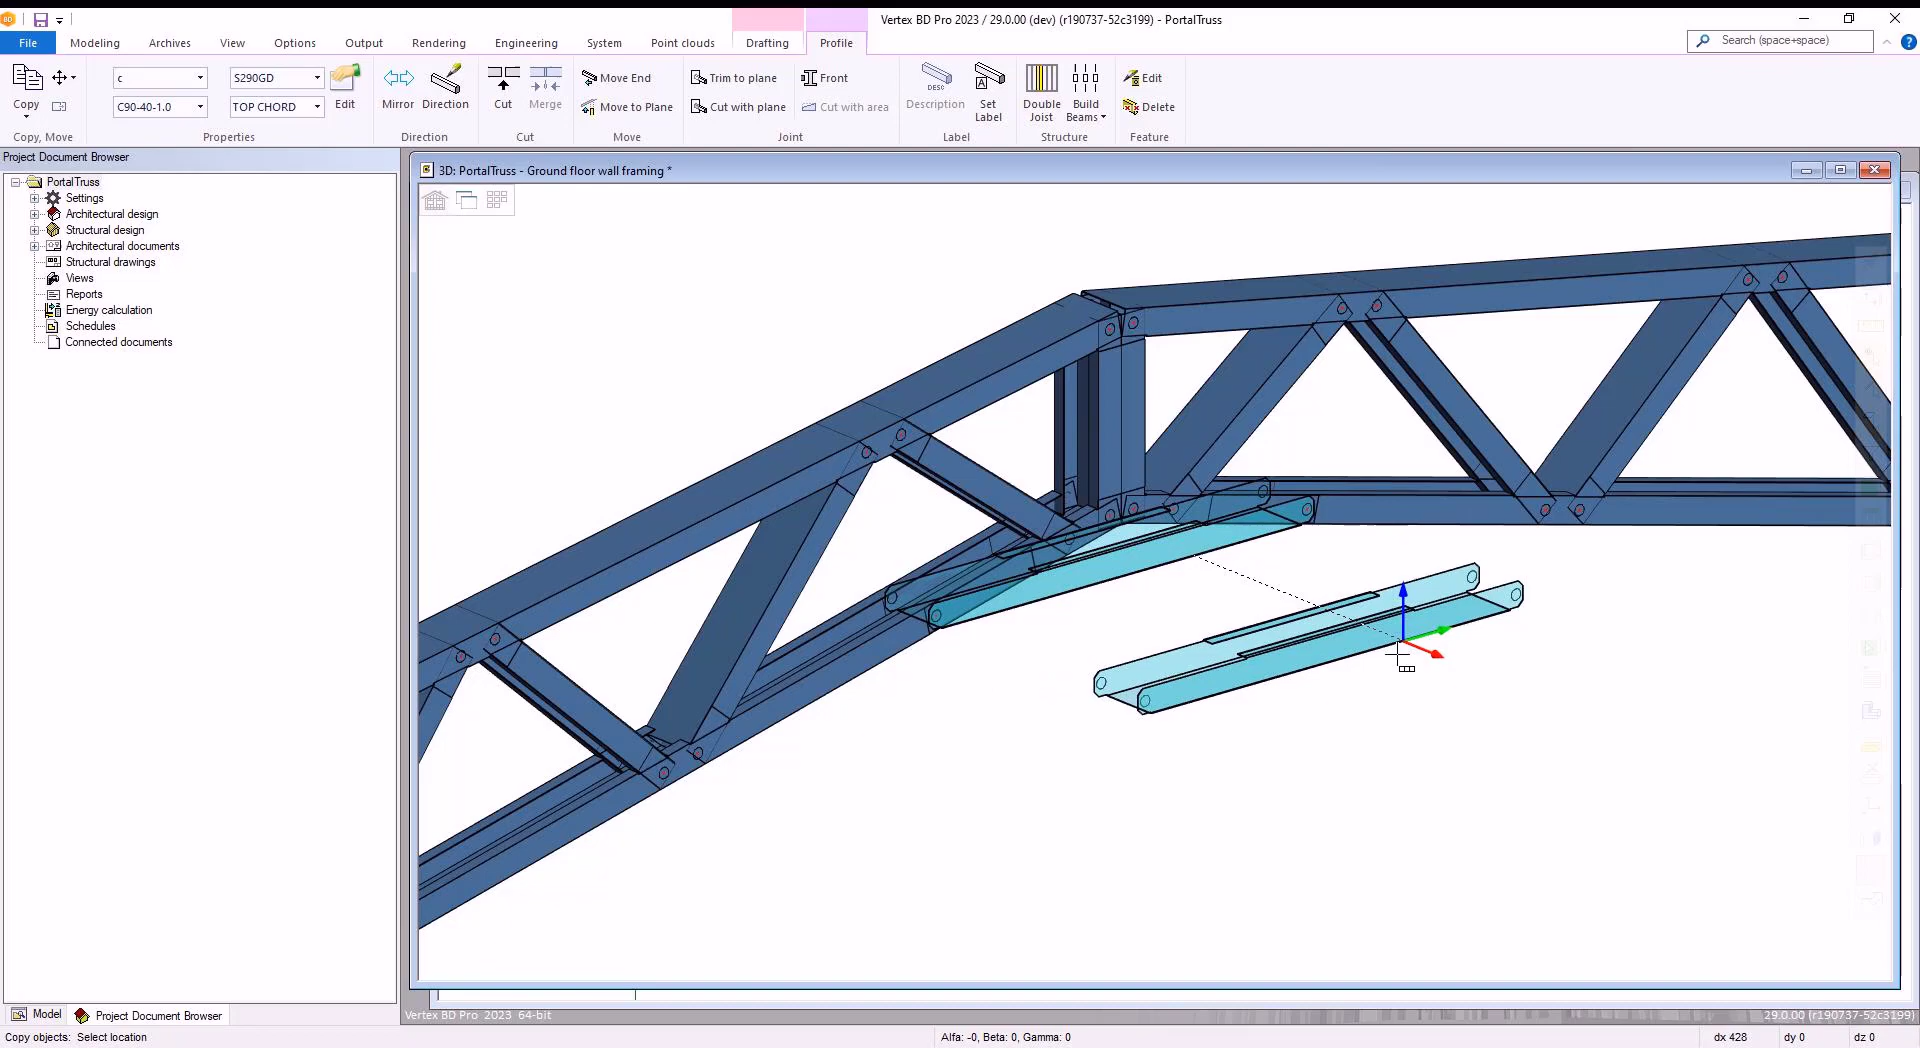 BD
Vertex BD Pro 2023 / 29.0.00 (dev) (r190737-52c3199) - PortalTruss
File
Modeling
Archives
View
Options
Output
Rendering
Engineering
System
Point clouds
Drafting
Profile
Search (space+space)
Copy
c
C90-40-1.0
S290GD
TOP CHORD
Edit
Mirror
Direction
Cut
Merge
Move End
Move to Plane
Trim to plane
Cut with plane
Front
Cut with area
DESC
Description
Set
Label
Double
Joist
Build
Beams
Edit
Delete
Copy, Move
Properties
Direction
Cut
Move
Joint
Label
Structure
Feature
Project Document Browser
PortalTruss
Settings
Architectural design
Structural design
Architectural documents
Structural drawings
Views
Reports
Energy calculation
Schedules
Connected documents
3D: PortalTruss - Ground floor wall framing *
Model
Project Document Browser
Vertex BD Pro 2023 64-bit
29.0.00 (r190737-52c3199)
Copy objects: Select location
Alfa: -0, Beta: 0, Gamma: 0
dx 428
dy 0
dz 0